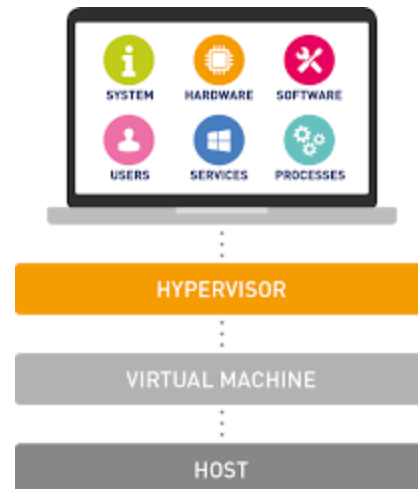 SYSTEM HARDWARE SOFTWARE
USERS SERVICES PROCESSES
HYPERVISOR
VIRTUAL MACHINE
HOST